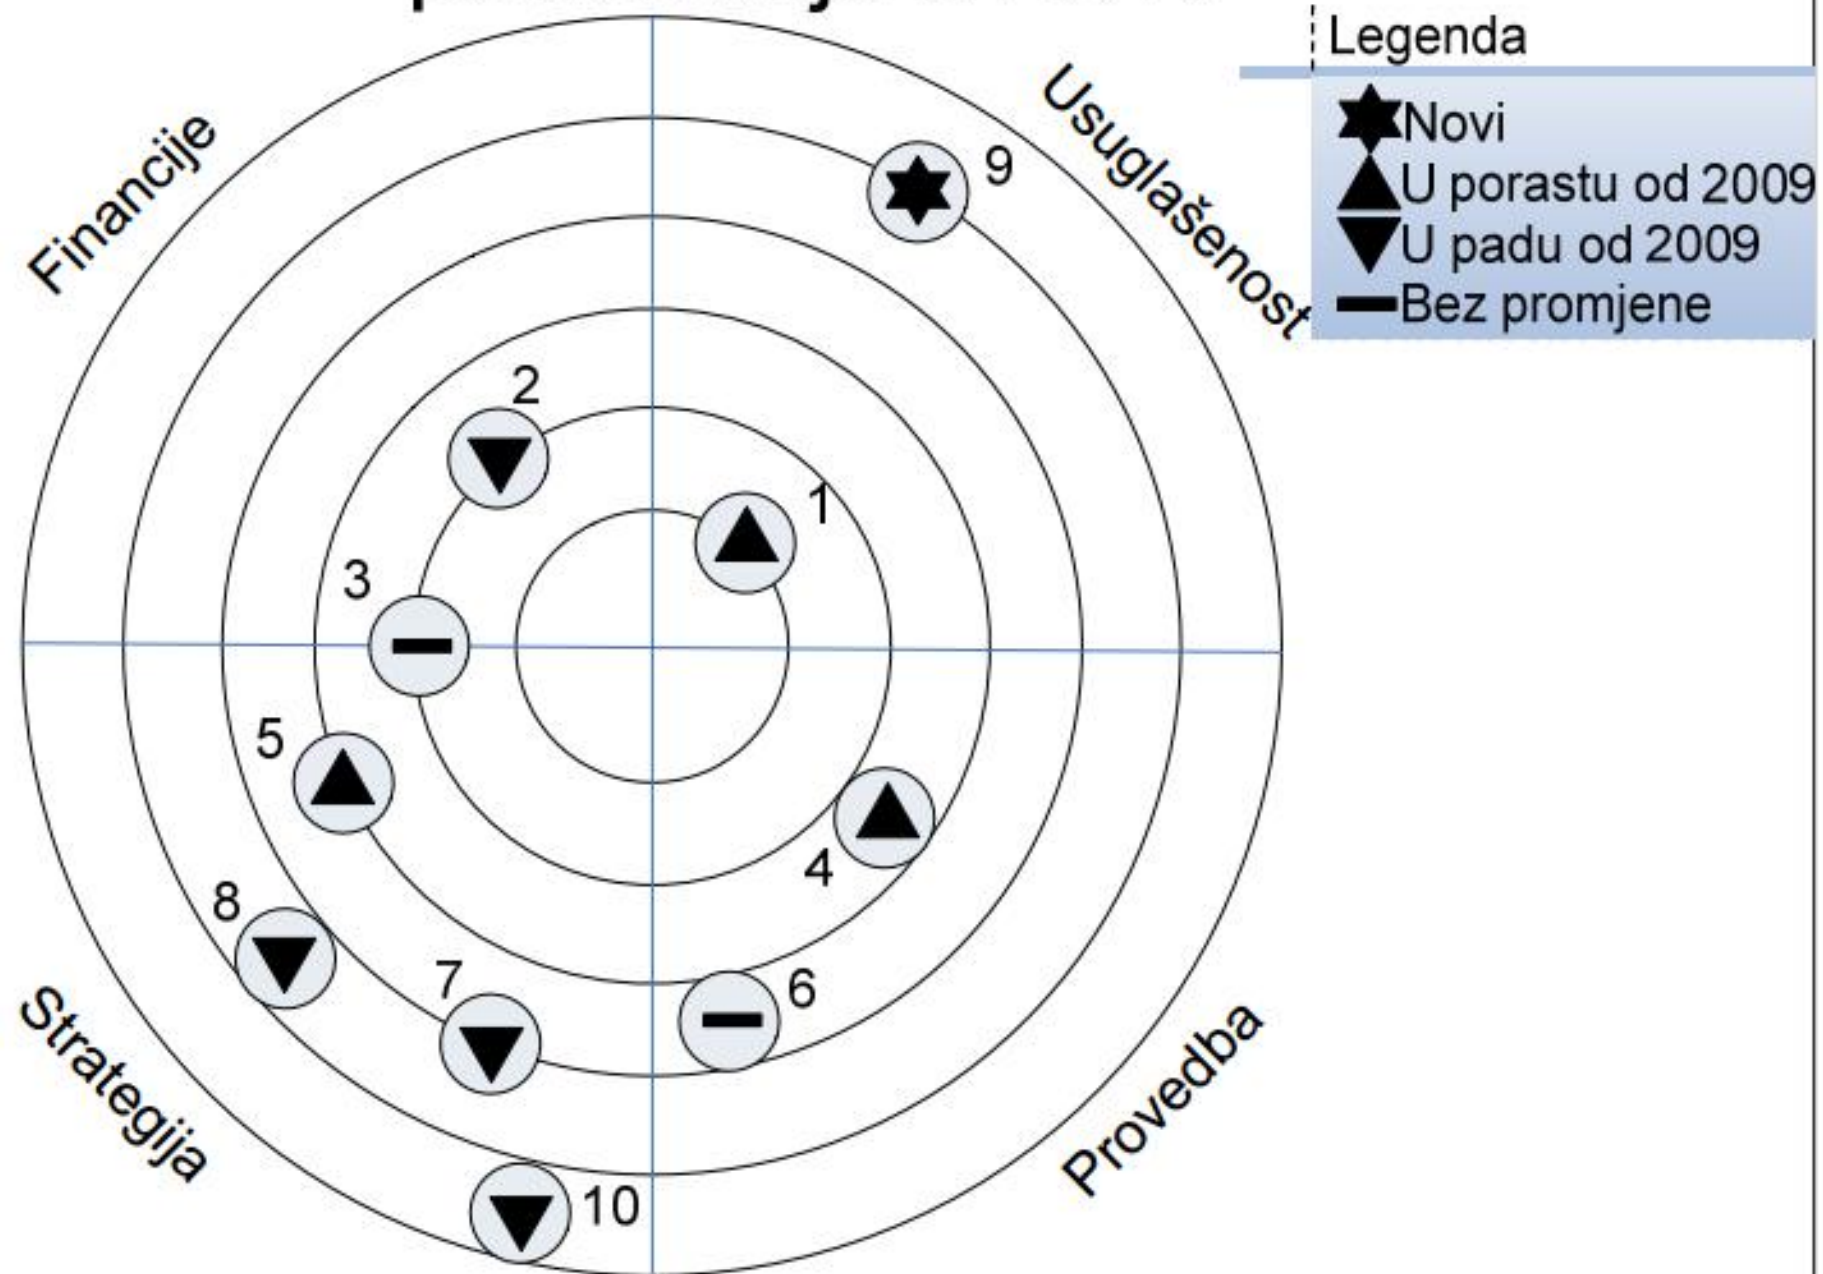 Legenda
Novi
U porastu od 2009
U padu od 2009
Bez promjene
Financije
Usuglašenost
9
2
1
3
5
4
8
7
6
Strategija
Provedba
10